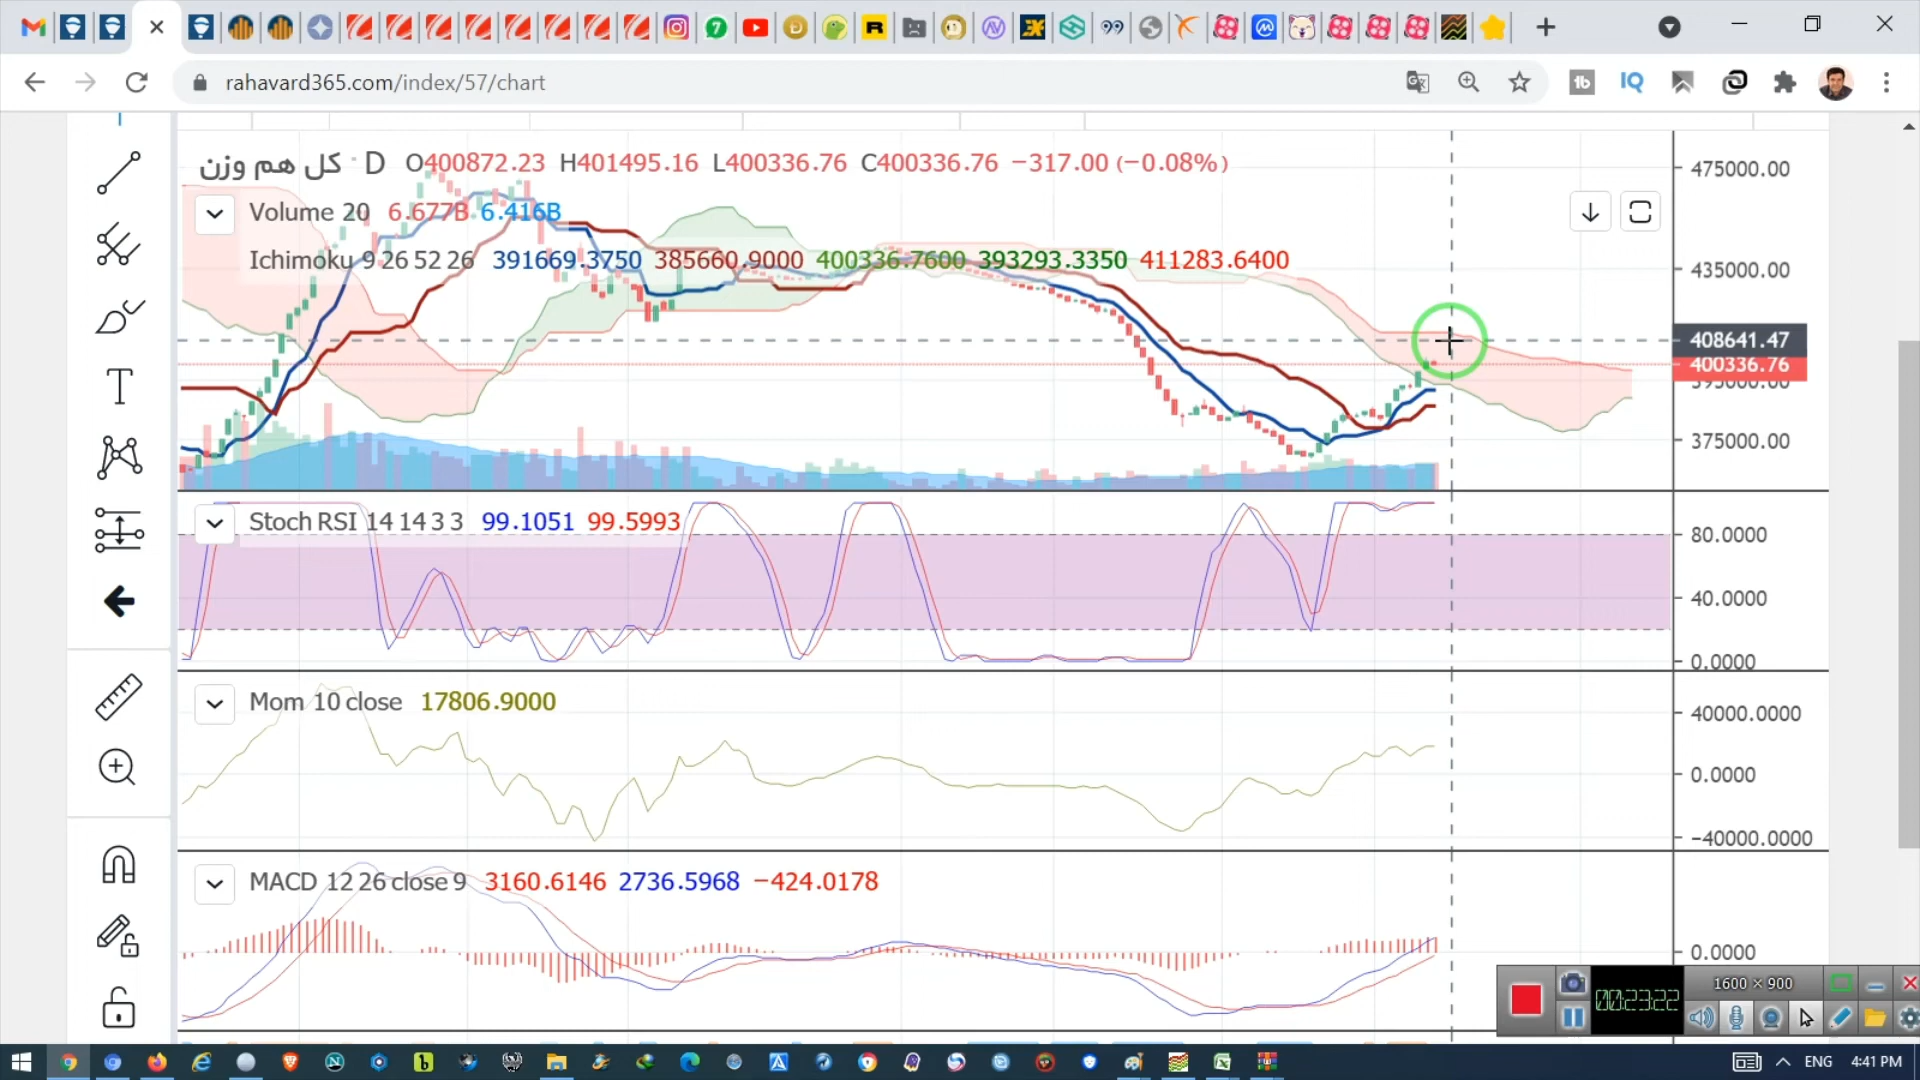 rahavard365.com/index/57/chart
کل هم وزن · D O400872.23 H401495.16 L400336.76 C400336.76 −317.00 (−0.08%)
Volume 20 6.677B 6.416B
Ichimoku 9 26 52 26 391669.3750 385660.9000 400336.7600 393293.3350 411283.6400
475000.00
435000.00
408641.47
400336.76
395000.00
375000.00
Stoch RSI 14 14 3 3 99.1051 99.5993
80.0000
40.0000
0.0000
Mom 10 close 17806.9000
40000.0000
0.0000
−40000.0000
MACD 12 26 close 9 3160.6146 2736.5968 −424.0178
0.0000
1600 × 900
00:23:22
ENG 4:41 PM